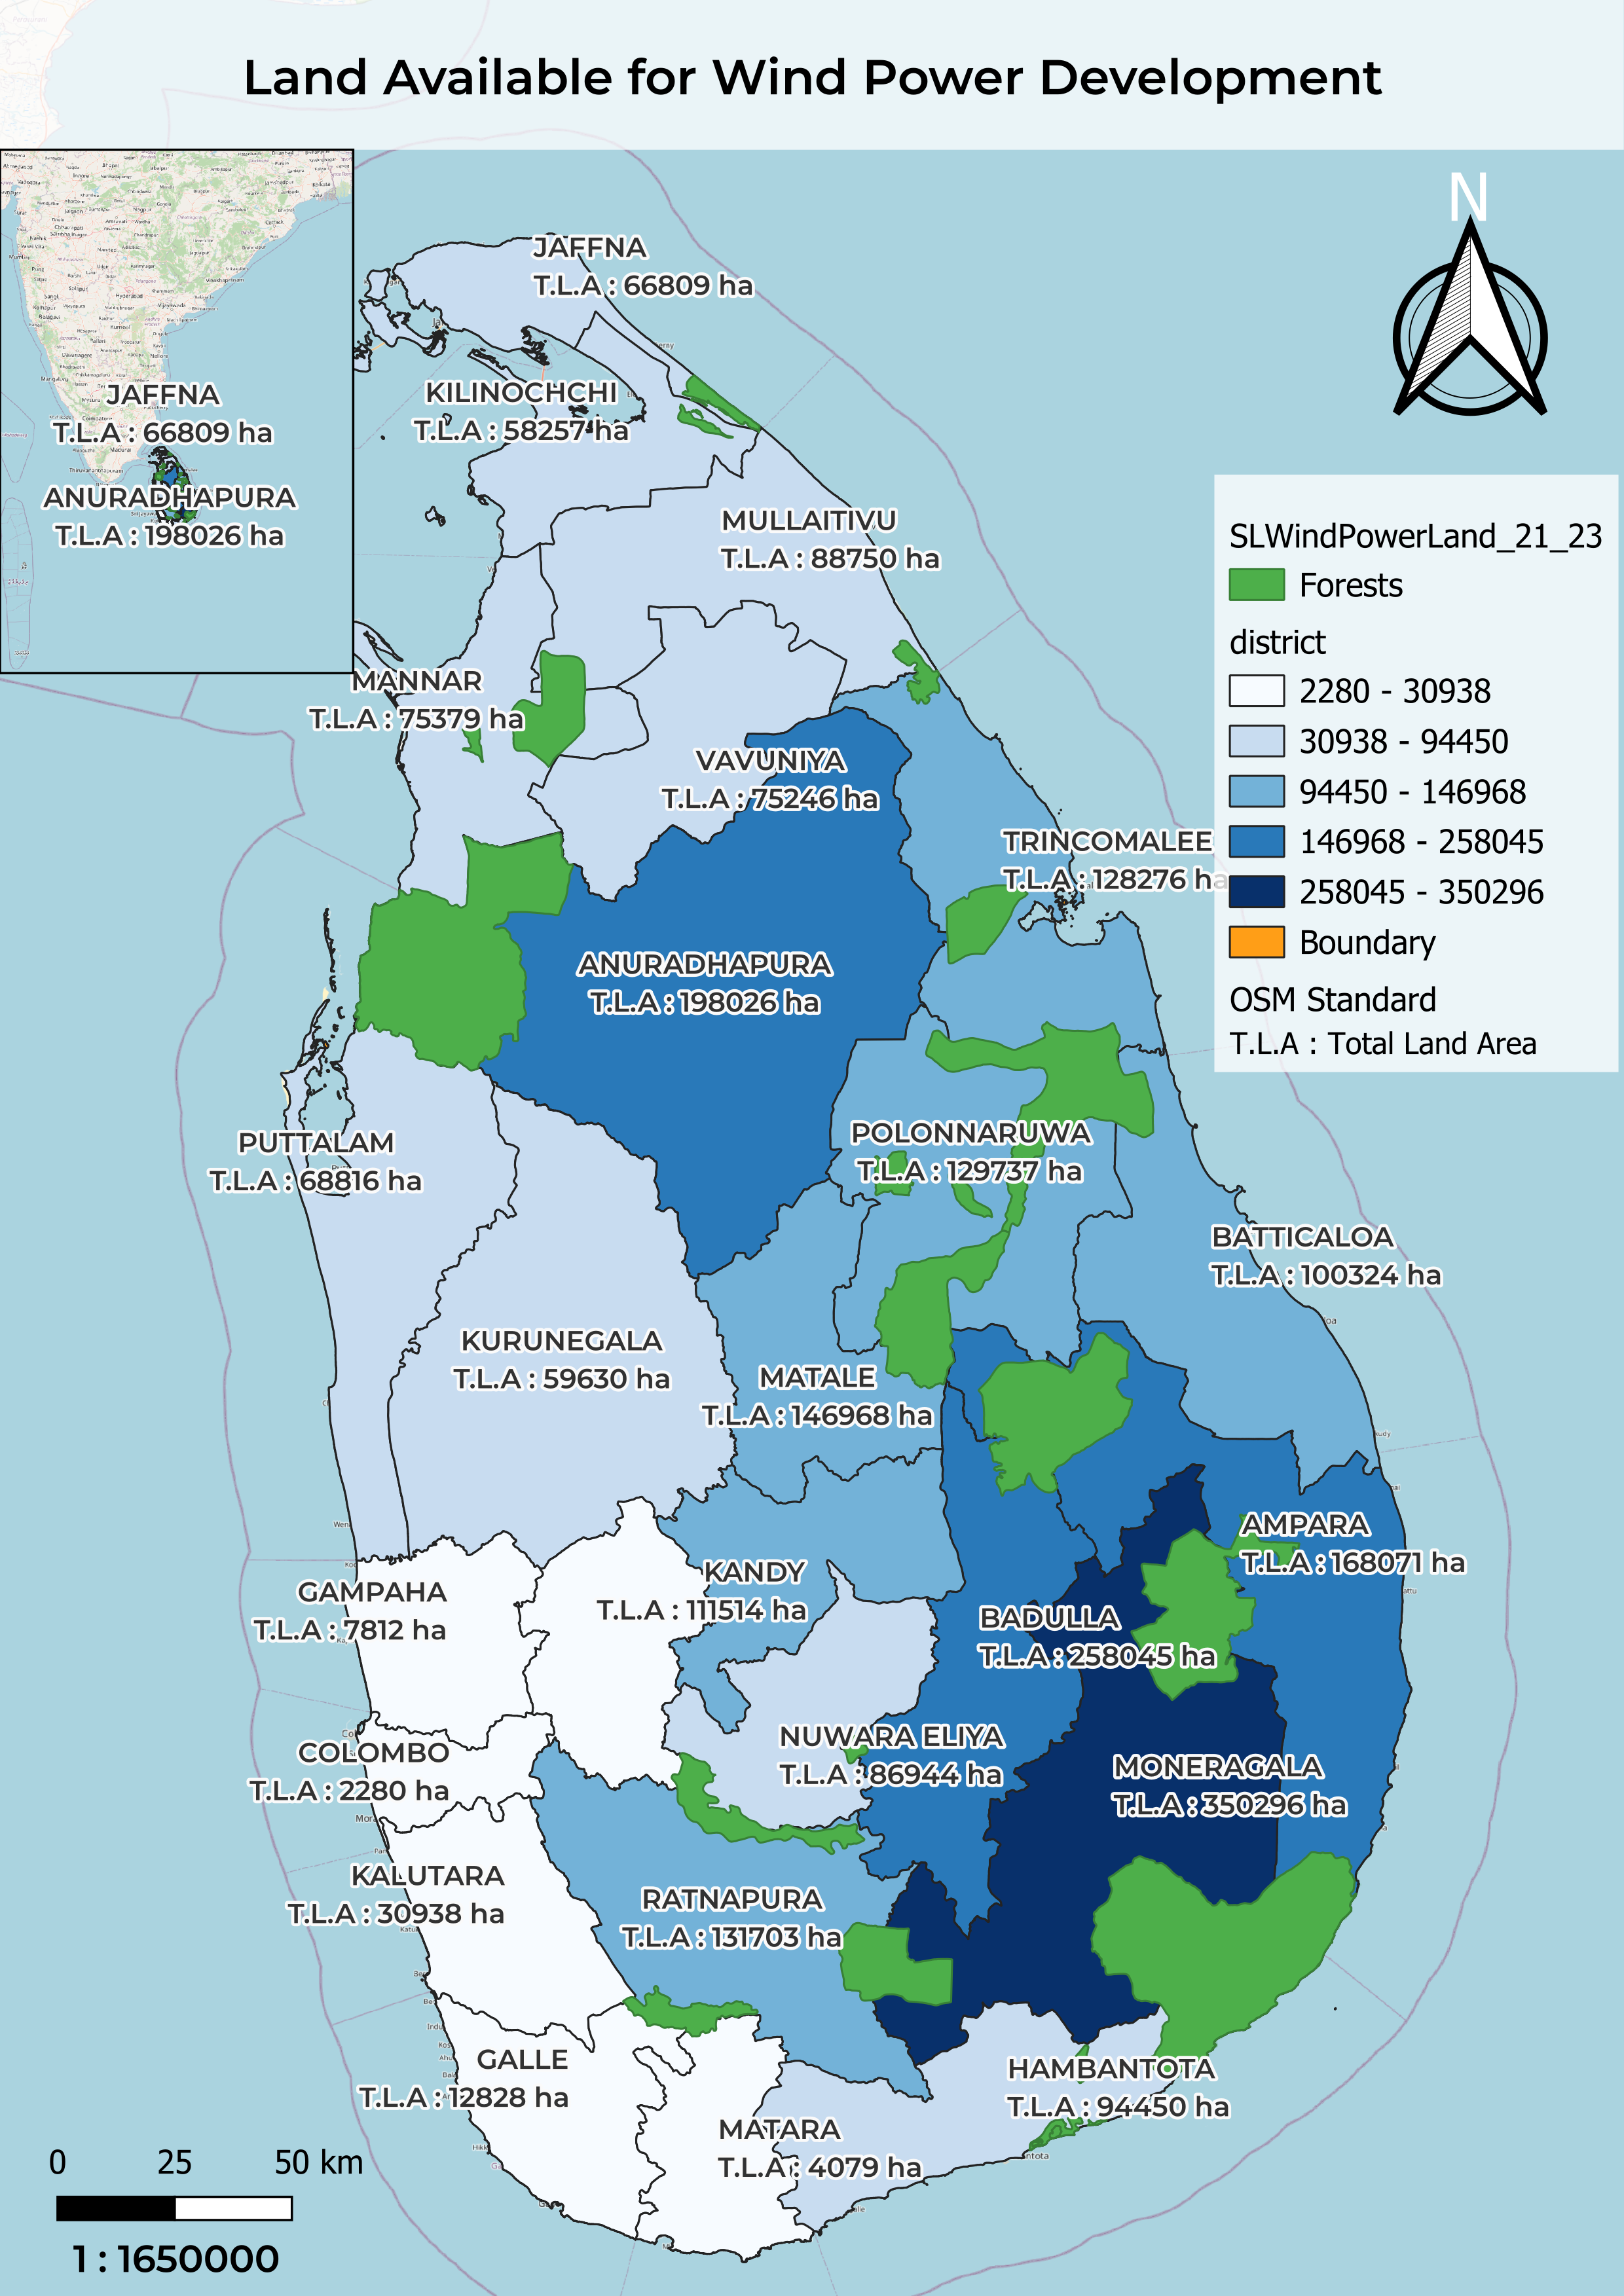 Land Available for Wind Power Development
N
JAFFNA
T.L.A : 66809 ha
KILINOCHCHI
T.L.A : 58257 ha
JAFFNA
T.L.A : 66809 ha
ANURADHAPURA
T.L.A : 198026 ha
MULLAITIVU
T.L.A : 88750 ha
SLWindPowerLand_21_23
Forests
district
2280 - 30938
30938 - 94450
94450 - 146968
146968 - 258045
258045 - 350296
Boundary
OSM Standard
T.L.A : Total Land Area
MANNAR
T.L.A : 75379 ha
VAVUNIYA
T.L.A : 75246 ha
TRINCOMALEE
T.L.A : 128276 ha
ANURADHAPURA
T.L.A : 198026 ha
PUTTALAM
T.L.A : 68816 ha
POLONNARUWA
T.L.A : 129737 ha
BATTICALOA
T.L.A : 100324 ha
KURUNEGALA
T.L.A : 59630 ha
MATALE
T.L.A : 146968 ha
AMPARA
T.L.A : 168071 ha
KANDY
T.L.A : 111514 ha
GAMPAHA
T.L.A : 7812 ha
BADULLA
T.L.A : 258045 ha
NUWARA ELIYA
T.L.A : 86944 ha
COLOMBO
T.L.A : 2280 ha
MONERAGALA
T.L.A : 350296 ha
KALUTARA
T.L.A : 30938 ha
RATNAPURA
T.L.A : 131703 ha
GALLE
T.L.A : 12828 ha
HAMBANTOTA
T.L.A : 94450 ha
MATARA
T.L.A : 4079 ha
0 25 50 km
1 : 1650000